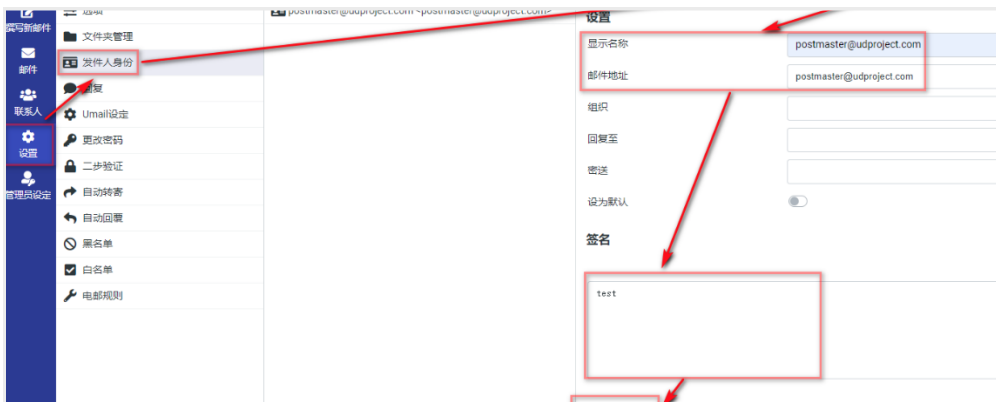 撰写新邮件
邮件
联系人
设置
管理员设定
选项
文件夹管理
发件人身份
回复
Umail设定
更改密码
二步验证
自动转寄
自动回覆
黑名单
白名单
电邮规则
postmaster@udproject.com <postmaster@udproject.com>
设置
显示名称
postmaster@udproject.com
邮件地址
postmaster@udproject.com
组织
回复至
密送
设为默认
签名
test